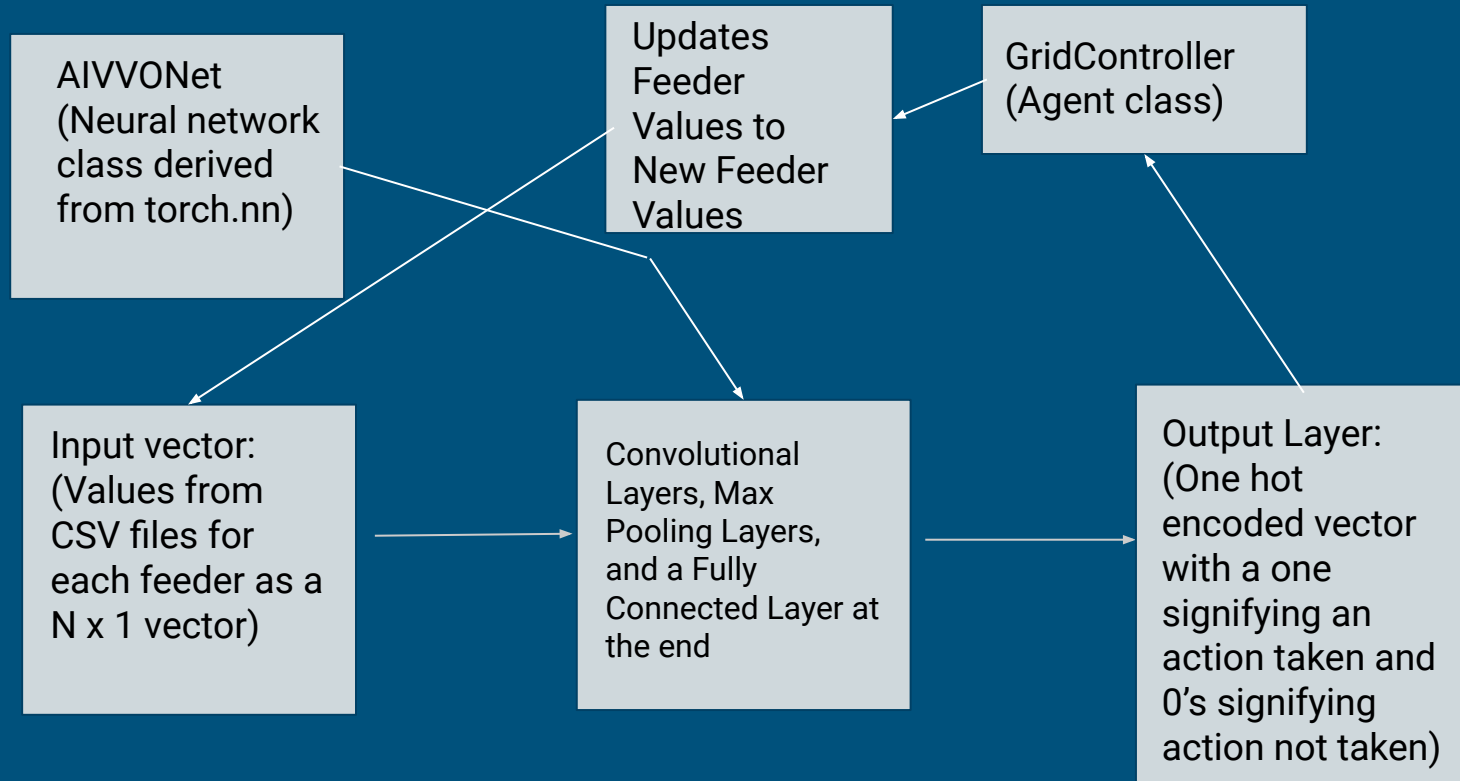 AIVVONet
(Neural network
class derived
from torch.nn)
Updates
Feeder
Values to
New Feeder
Values
GridController
(Agent class)
Input vector:
(Values from
CSV files for
each feeder as a
N x 1 vector)
Convolutional
Layers, Max
Pooling Layers,
and a Fully
Connected Layer at
the end
Output Layer:
(One hot
encoded vector
with a one
signifying an
action taken and
0’s signifying
action not taken)